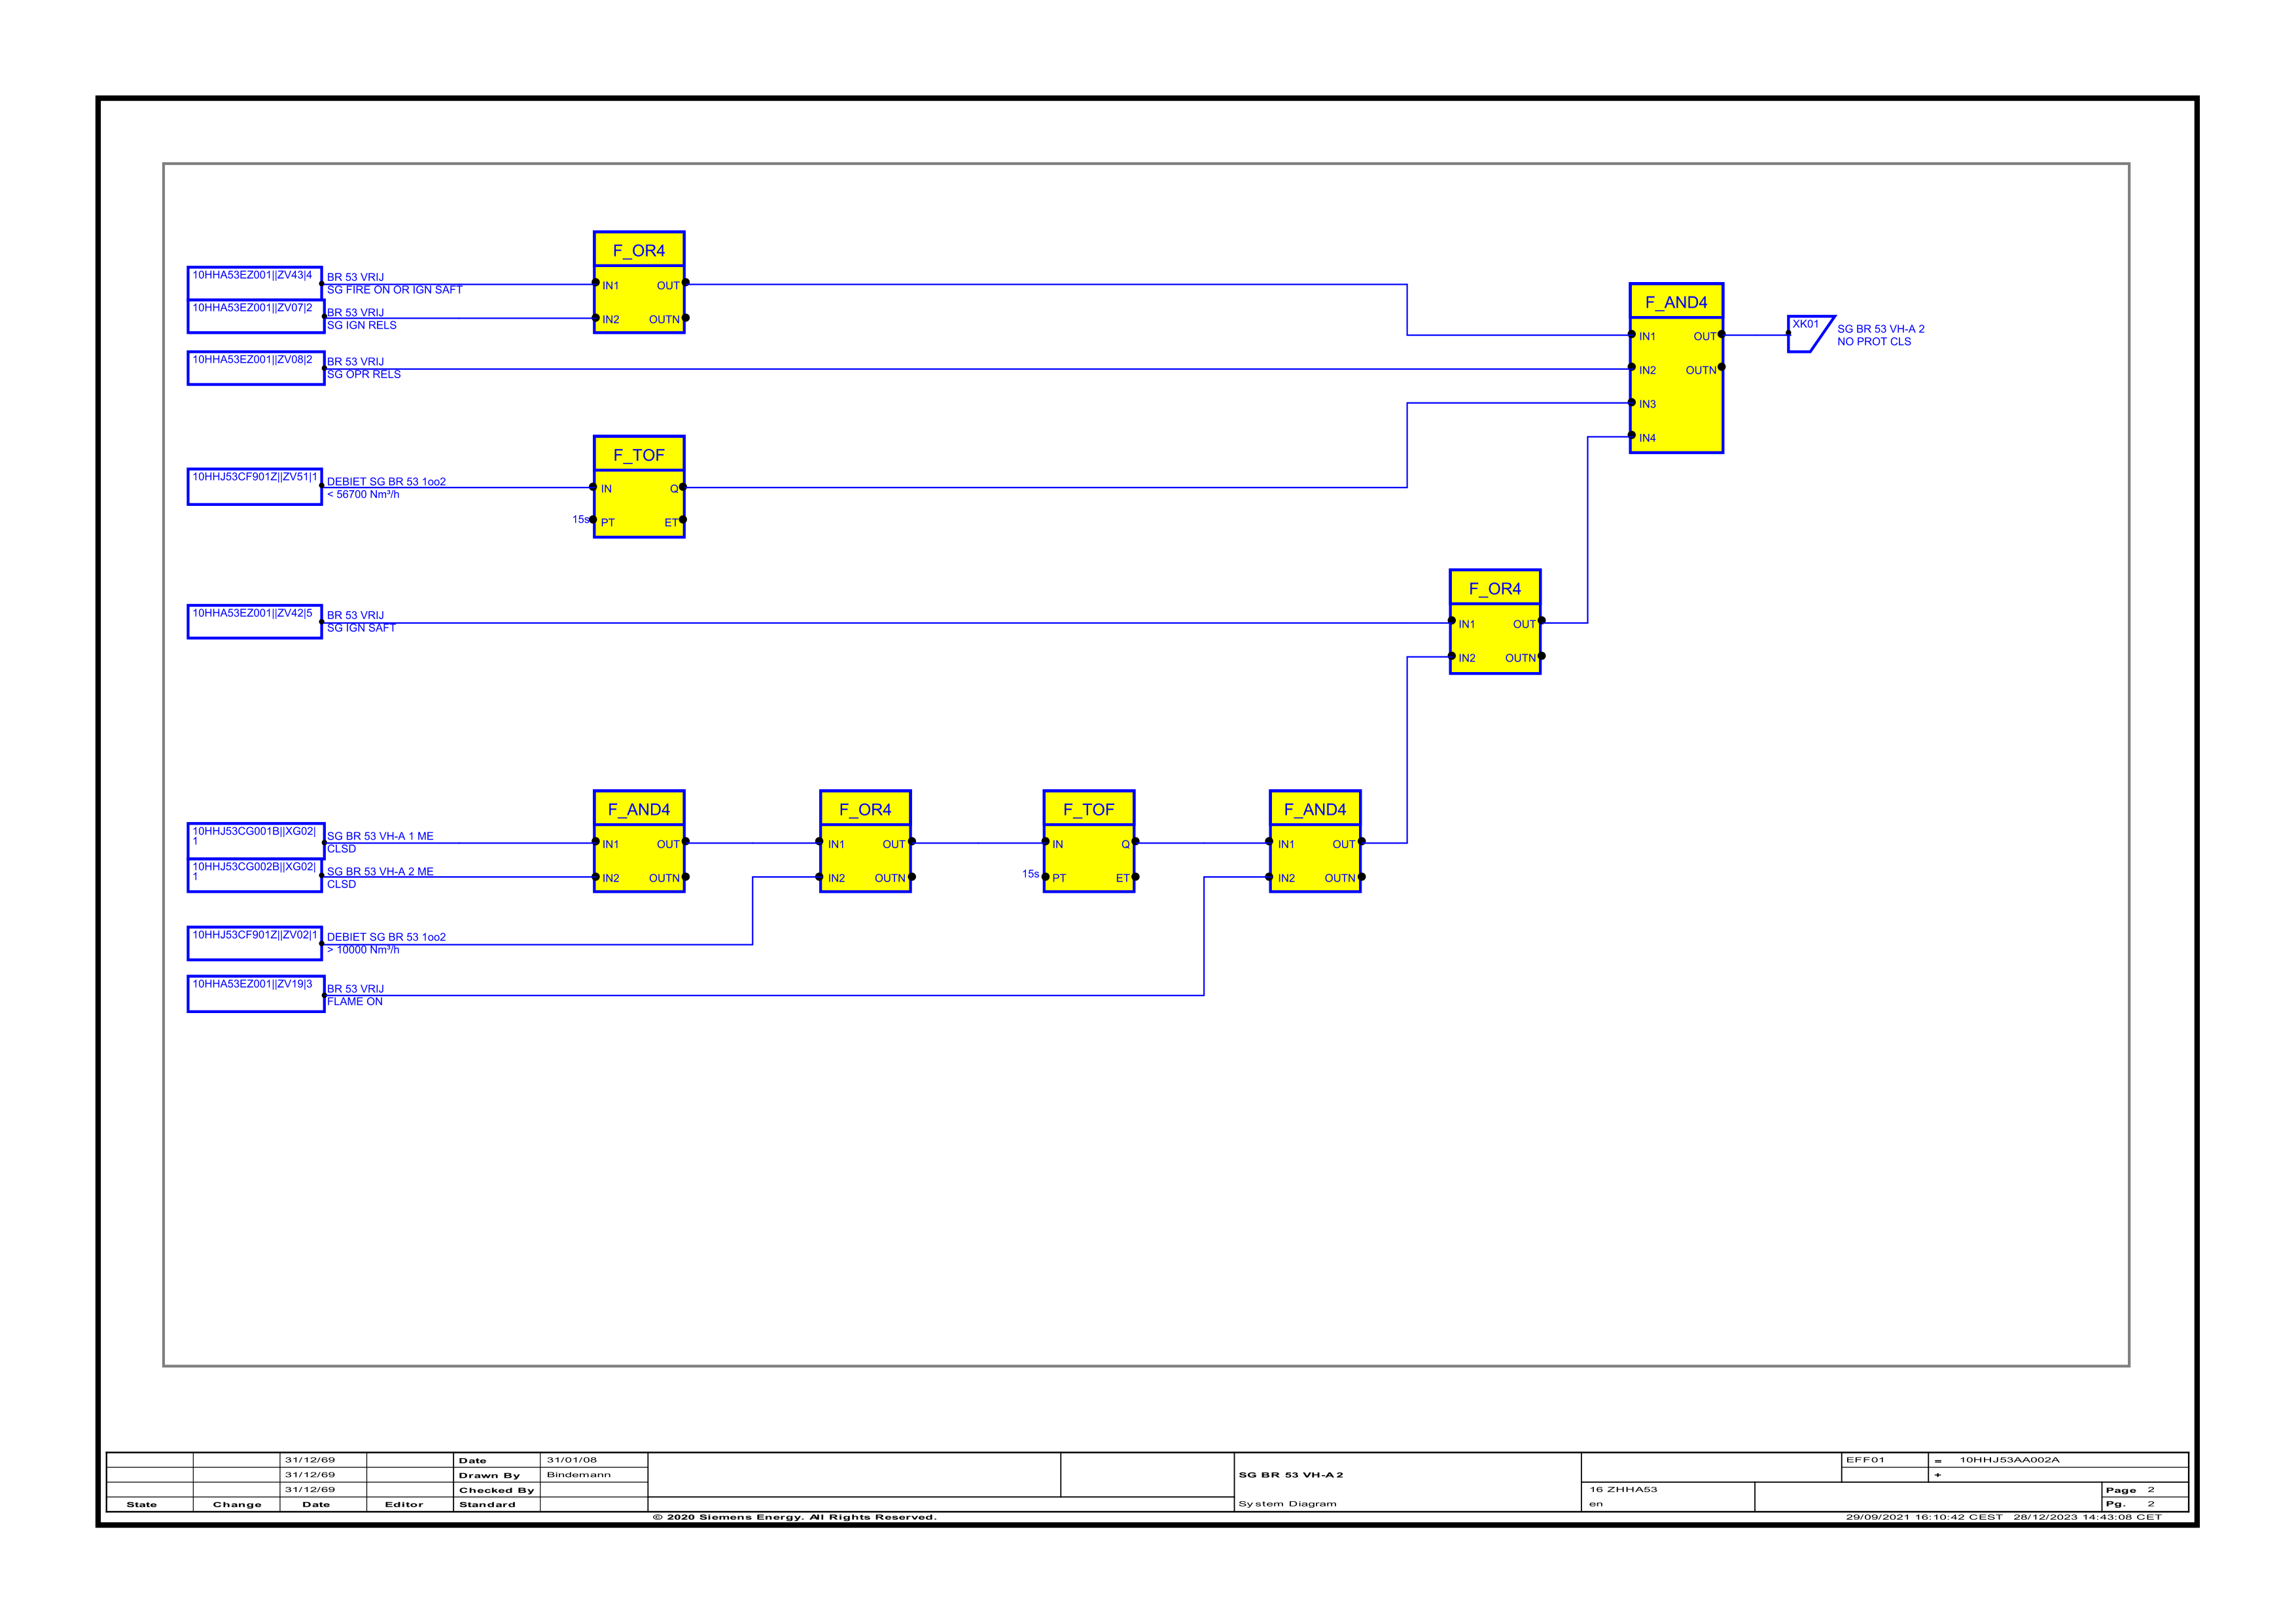 F_OR4
10HHA53EZ001||ZV43|4
BR 53 VRIJ
SG FIRE ON OR IGN SAFT
IN1
OUT
10HHA53EZ001||ZV07|2
BR 53 VRIJ
SG IGN RELS
IN2
OUTN
F_AND4
IN1
OUT
XK01
SG BR 53 VH-A 2
NO PROT CLS
10HHA53EZ001||ZV08|2
BR 53 VRIJ
SG OPR RELS
IN2
OUTN
IN3
IN4
F_TOF
10HHJ53CF901Z||ZV51|1
DEBIET SG BR 53 1oo2
< 56700 Nm³/h
IN
Q
15s
PT
ET
F_OR4
10HHA53EZ001||ZV42|5
BR 53 VRIJ
SG IGN SAFT
IN1
OUT
IN2
OUTN
F_AND4
F_OR4
F_TOF
F_AND4
10HHJ53CG001B||XG02|
1
SG BR 53 VH-A 1 ME
CLSD
IN1
OUT
IN1
OUT
IN
Q
IN1
OUT
10HHJ53CG002B||XG02|
1
SG BR 53 VH-A 2 ME
CLSD
IN2
OUTN
IN2
OUTN
15s
PT
ET
IN2
OUTN
10HHJ53CF901Z||ZV02|1
DEBIET SG BR 53 1oo2
> 10000 Nm³/h
10HHA53EZ001||ZV19|3
BR 53 VRIJ
FLAME ON
31/12/69
Date
31/01/08
EFF01
=
10HHJ53AA002A
31/12/69
Drawn By
Bindemann
SG BR 53 VH-A 2
+
31/12/69
Checked By
16 ZHHA53
Page 2
State
Change
Date
Editor
Standard
System Diagram
en
Pg. 2
© 2020 Siemens Energy. All Rights Reserved.
29/09/2021 16:10:42 CEST 28/12/2023 14:43:08 CET